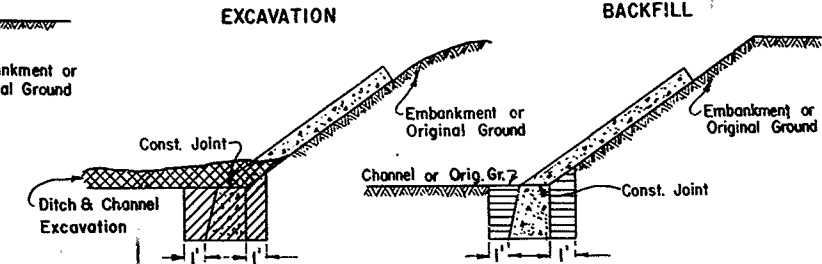 EXCAVATION
BACKFILL
nkment or
al Ground
Embankment or
Original Ground
Embankment or
Original Ground
Const. Joint
Channel or Orig. Gr.
Const. Joint
Ditch & Channel
Excavation
1' 1' 1' 1'